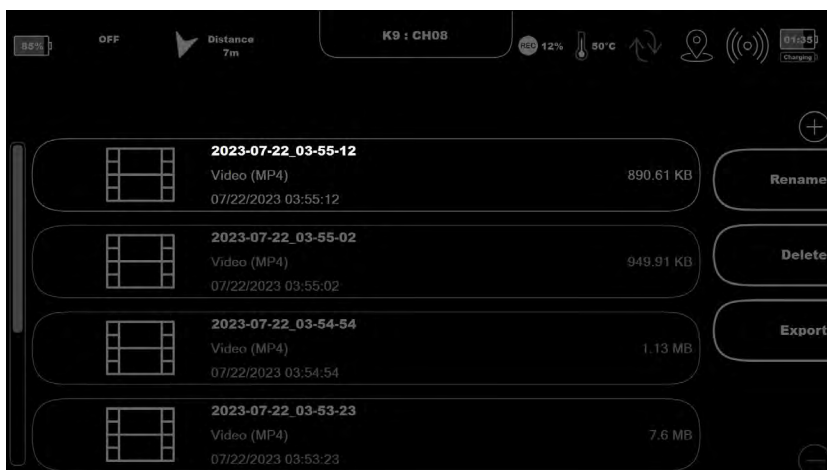 85%
OFF
Distance
7m
K9 : CH08
REC 12%
50°C
01:35
Charging
2023-07-22_03-55-12
Video (MP4)
890.61 KB
07/22/2023 03:55:12
Rename
2023-07-22_03-55-02
Video (MP4)
949.91 KB
07/22/2023 03:55:02
Delete
2023-07-22_03-54-54
Video (MP4)
1.13 MB
07/22/2023 03:54:54
Export
2023-07-22_03-53-23
Video (MP4)
7.6 MB
07/22/2023 03:53:23